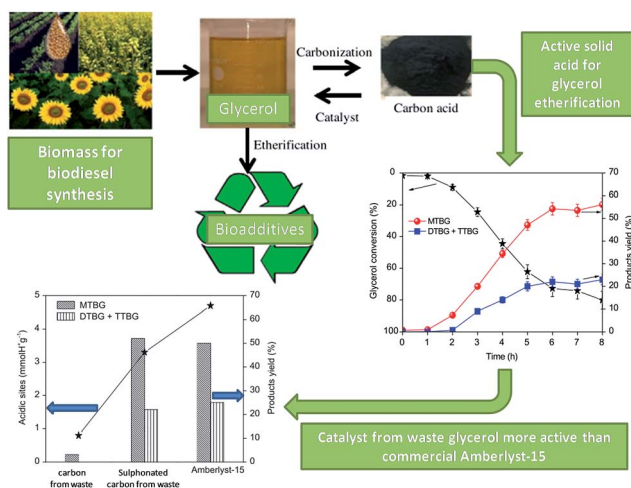 Biomass for
biodiesel
synthesis
Glycerol
Carbonization
Catalyst
Carbon acid
Active solid
acid for
glycerol
etherification
Etherification
Bioadditives
Glycerol conversion (%)
0
20
40
60
80
100
MTBG
DTBG + TTBG
70
60
50
40
30
20
10
0
Products yield (%)
0 1 2 3 4 5 6 7 8
Time (h)
Acidic sites (mmolH⁺g⁻¹)
5
4
3
2
1
0
MTBG
DTBG + TTBG
70
60
50
40
30
20
10
0
Products yield (%)
carbon
from waste
Sulphonated
carbon from waste
Amberlyst-15
Catalyst from waste glycerol more active than
commercial Amberlyst-15